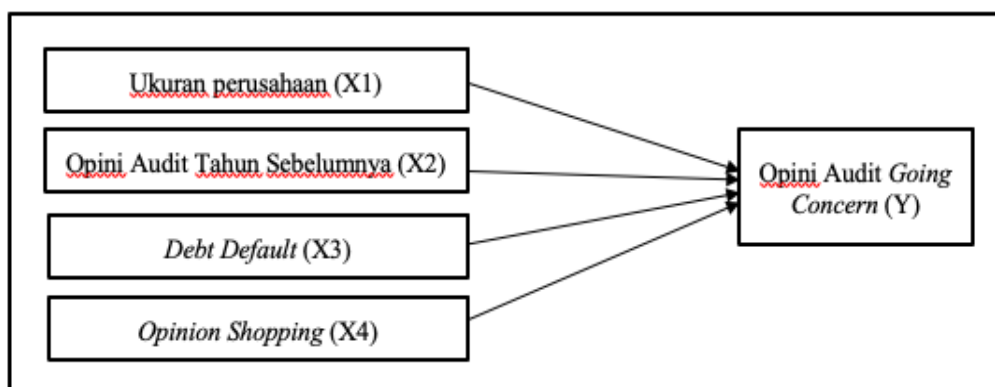 Ukuran perusahaan (X1)
Opini Audit Tahun Sebelumnya (X2)
Debt Default (X3)
Opinion Shopping (X4)
Opini Audit Going
Concern (Y)